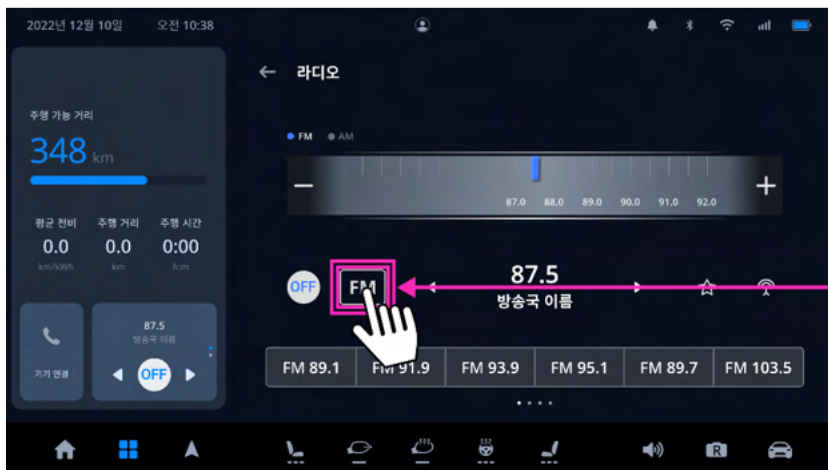 2022년 12월 10일 오전 10:38
← 라디오
주행 가능 거리
348 km
FM AM
− +
87.0 88.0 89.0 90.0 91.0 92.0
평균 전비 주행 거리 주행 시간
0.0 0.0 0:00
km/kWh km h:m
OFF FM 87.5
방송국 이름
87.5
방송국 이름
기기 연결 OFF
FM 89.1 FM 91.9 FM 93.9 FM 95.1 FM 89.7 FM 103.5
R